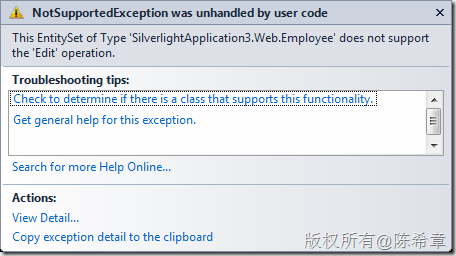 NotSupportedException was unhandled by user code
This EntitySet of Type 'SilverlightApplication3.Web.Employee' does not support
the 'Edit' operation.
Troubleshooting tips:
Check to determine if there is a class that supports this functionality.
Get general help for this exception.
Search for more Help Online...
Actions:
View Detail...
Copy exception detail to the clipboard
版权所有@陈希章